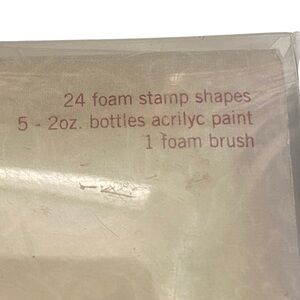 24 foam stamp shapes
5 - 2oz. bottles acrilyc paint
1 foam brush